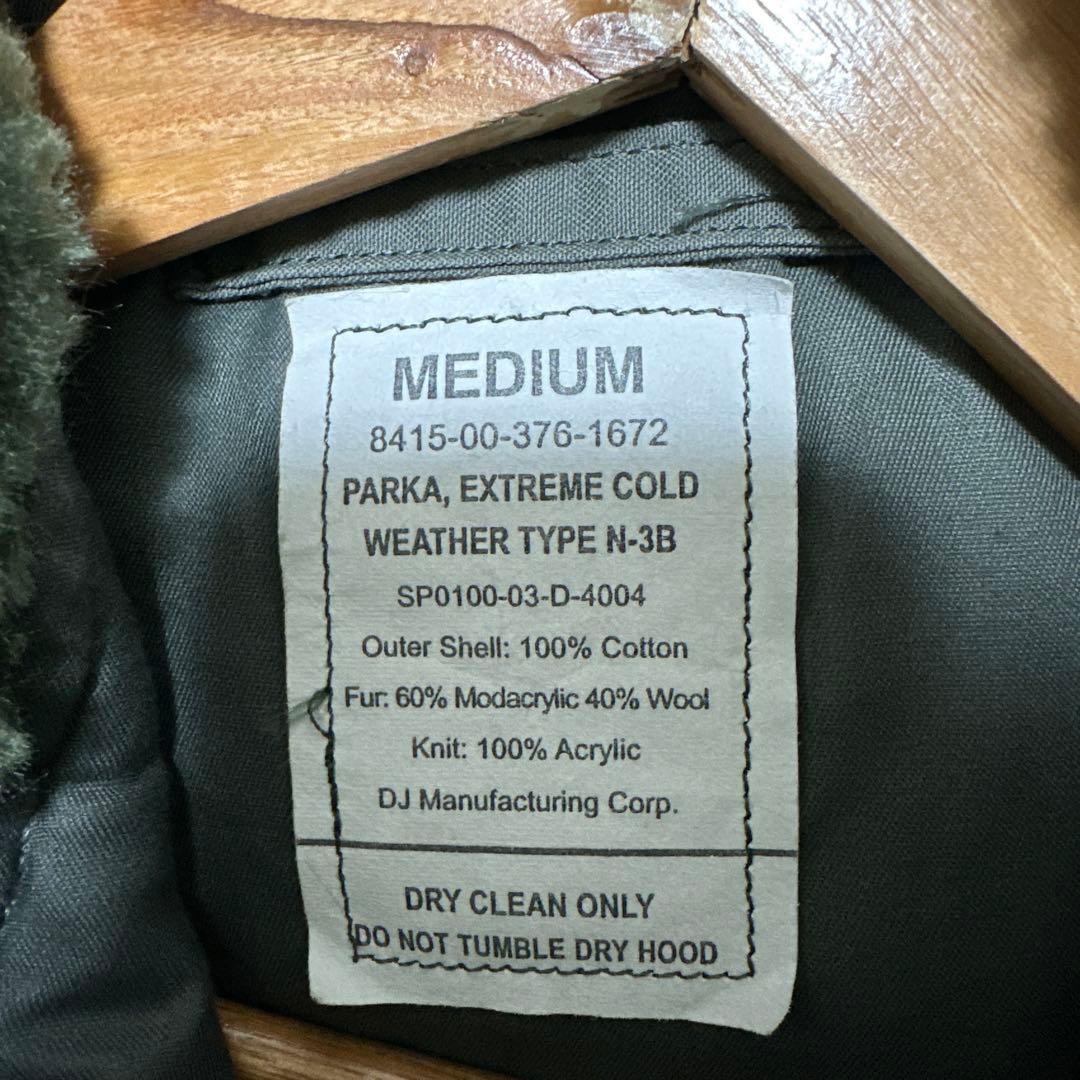 MEDIUM
8415-00-376-1672
PARKA, EXTREME COLD
WEATHER TYPE N-3B
SP0100-03-D-4004
Outer Shell: 100% Cotton
Fur: 60% Modacrylic 40% Wool
Knit: 100% Acrylic
DJ Manufacturing Corp.
DRY CLEAN ONLY
DO NOT TUMBLE DRY HOOD